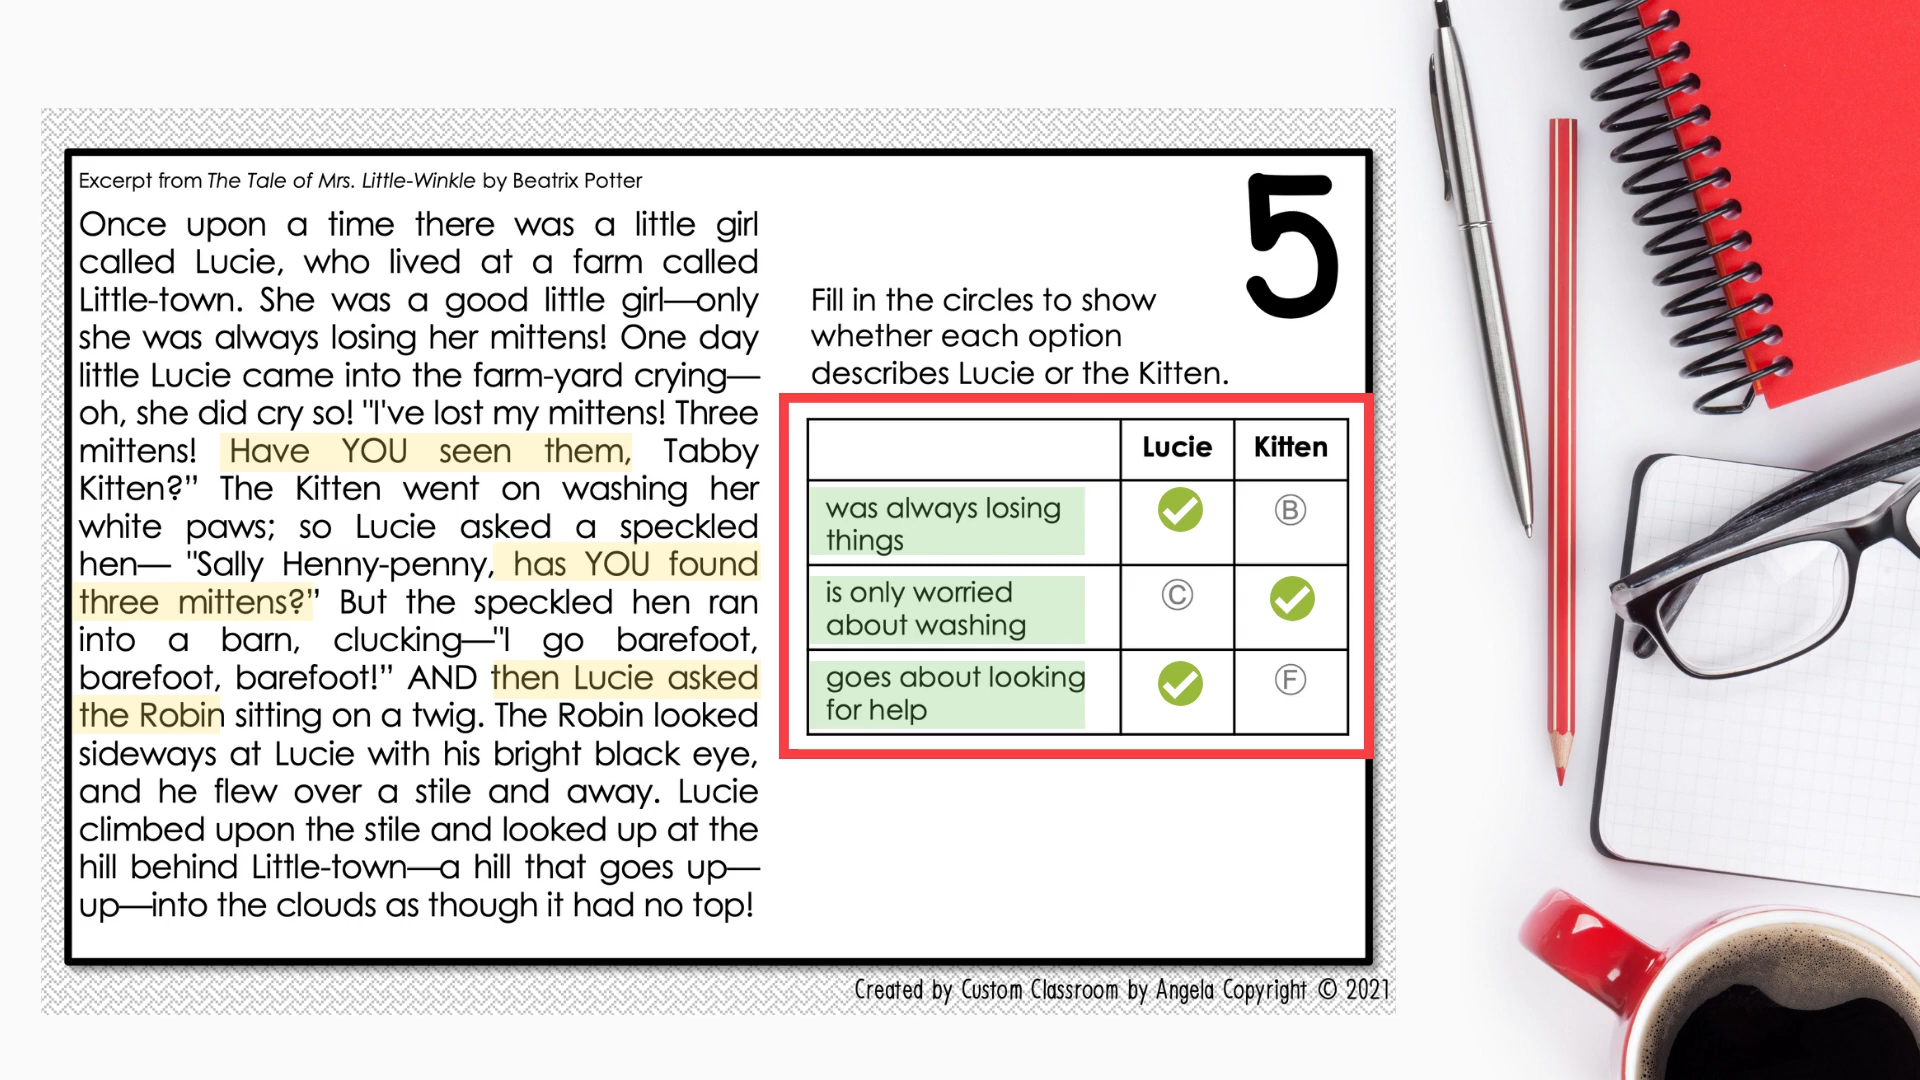 Excerpt from The Tale of Mrs. Little-Winkle by Beatrix Potter
Once upon a time there was a little girl
called Lucie, who lived at a farm called
Little-town. She was a good little girl—only
she was always losing her mittens! One day
little Lucie came into the farm-yard crying—
oh, she did cry so! "I've lost my mittens! Three
mittens! Have YOU seen them, Tabby
Kitten?” The Kitten went on washing her
white paws; so Lucie asked a speckled
hen— "Sally Henny-penny, has YOU found
three mittens?” But the speckled hen ran
into a barn, clucking—"I go barefoot,
barefoot, barefoot!” AND then Lucie asked
the Robin sitting on a twig. The Robin looked
sideways at Lucie with his bright black eye,
and he flew over a stile and away. Lucie
climbed upon the stile and looked up at the
hill behind Little-town—a hill that goes up—
up—into the clouds as though it had no top!
5
Fill in the circles to show
whether each option
describes Lucie or the Kitten.
Lucie Kitten
was always losing
things
B
is only worried
about washing
C
goes about looking
for help
F
Created by Custom Classroom by Angela Copyright © 2021